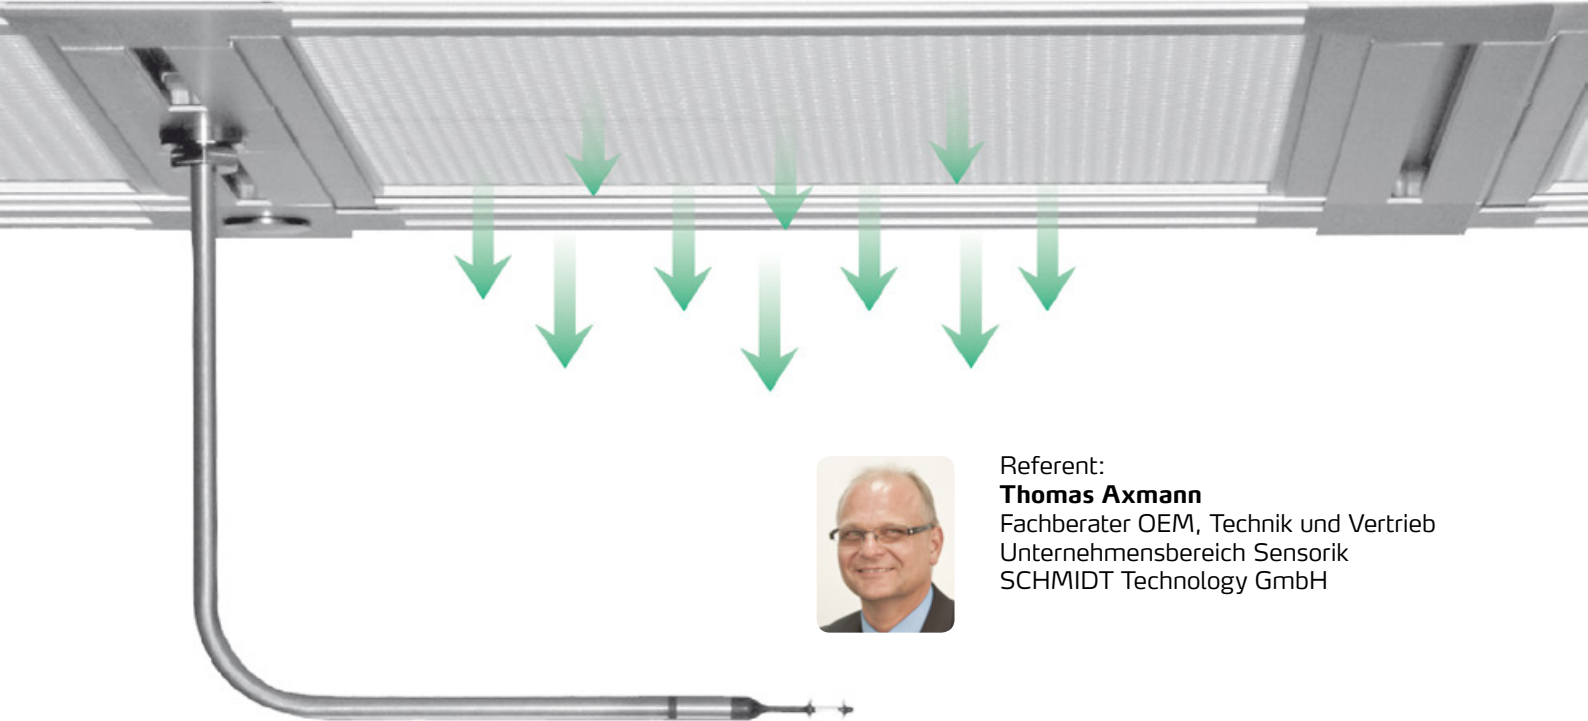 Referent:
Thomas Axmann
Fachberater OEM, Technik und Vertrieb
Unternehmensbereich Sensorik
SCHMIDT Technology GmbH